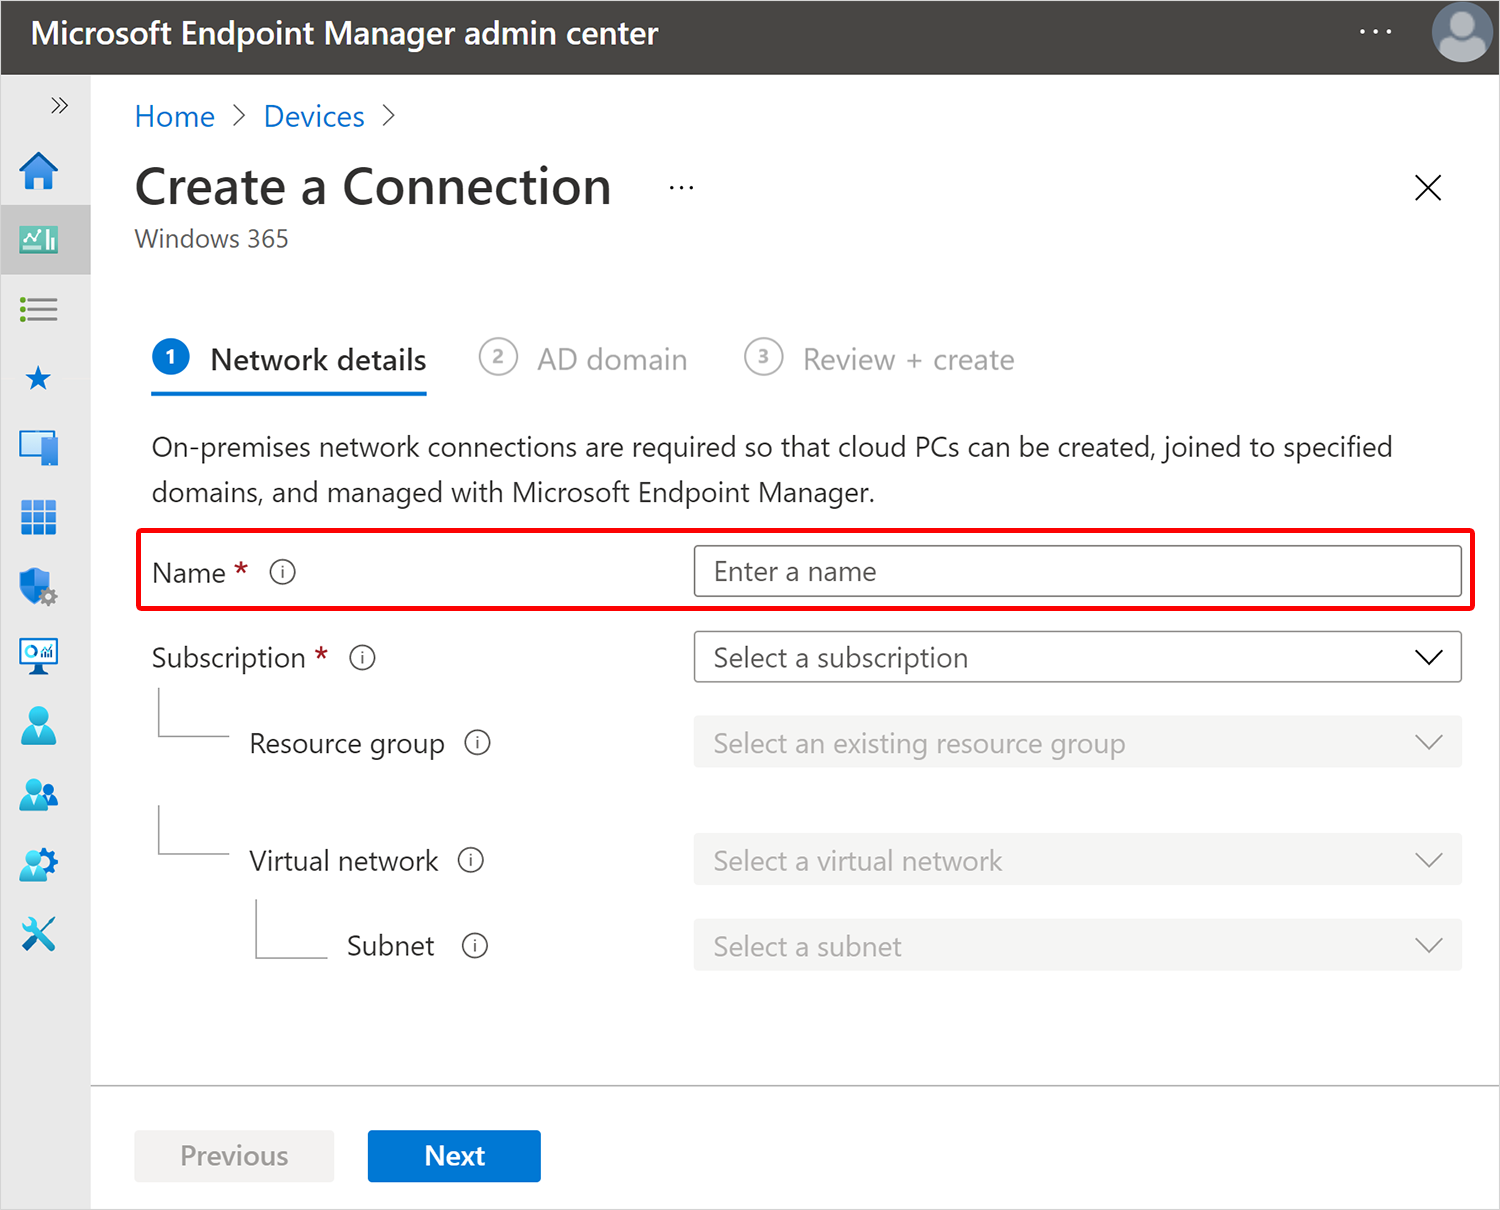 Microsoft Endpoint Manager admin center
Home > Devices >
Create a Connection ...
Windows 365
1 Network details 2 AD domain 3 Review + create
On-premises network connections are required so that cloud PCs can be created, joined to specified
domains, and managed with Microsoft Endpoint Manager.
Name * Enter a name
Subscription * Select a subscription
Resource group Select an existing resource group
Virtual network Select a virtual network
Subnet Select a subnet
Previous Next